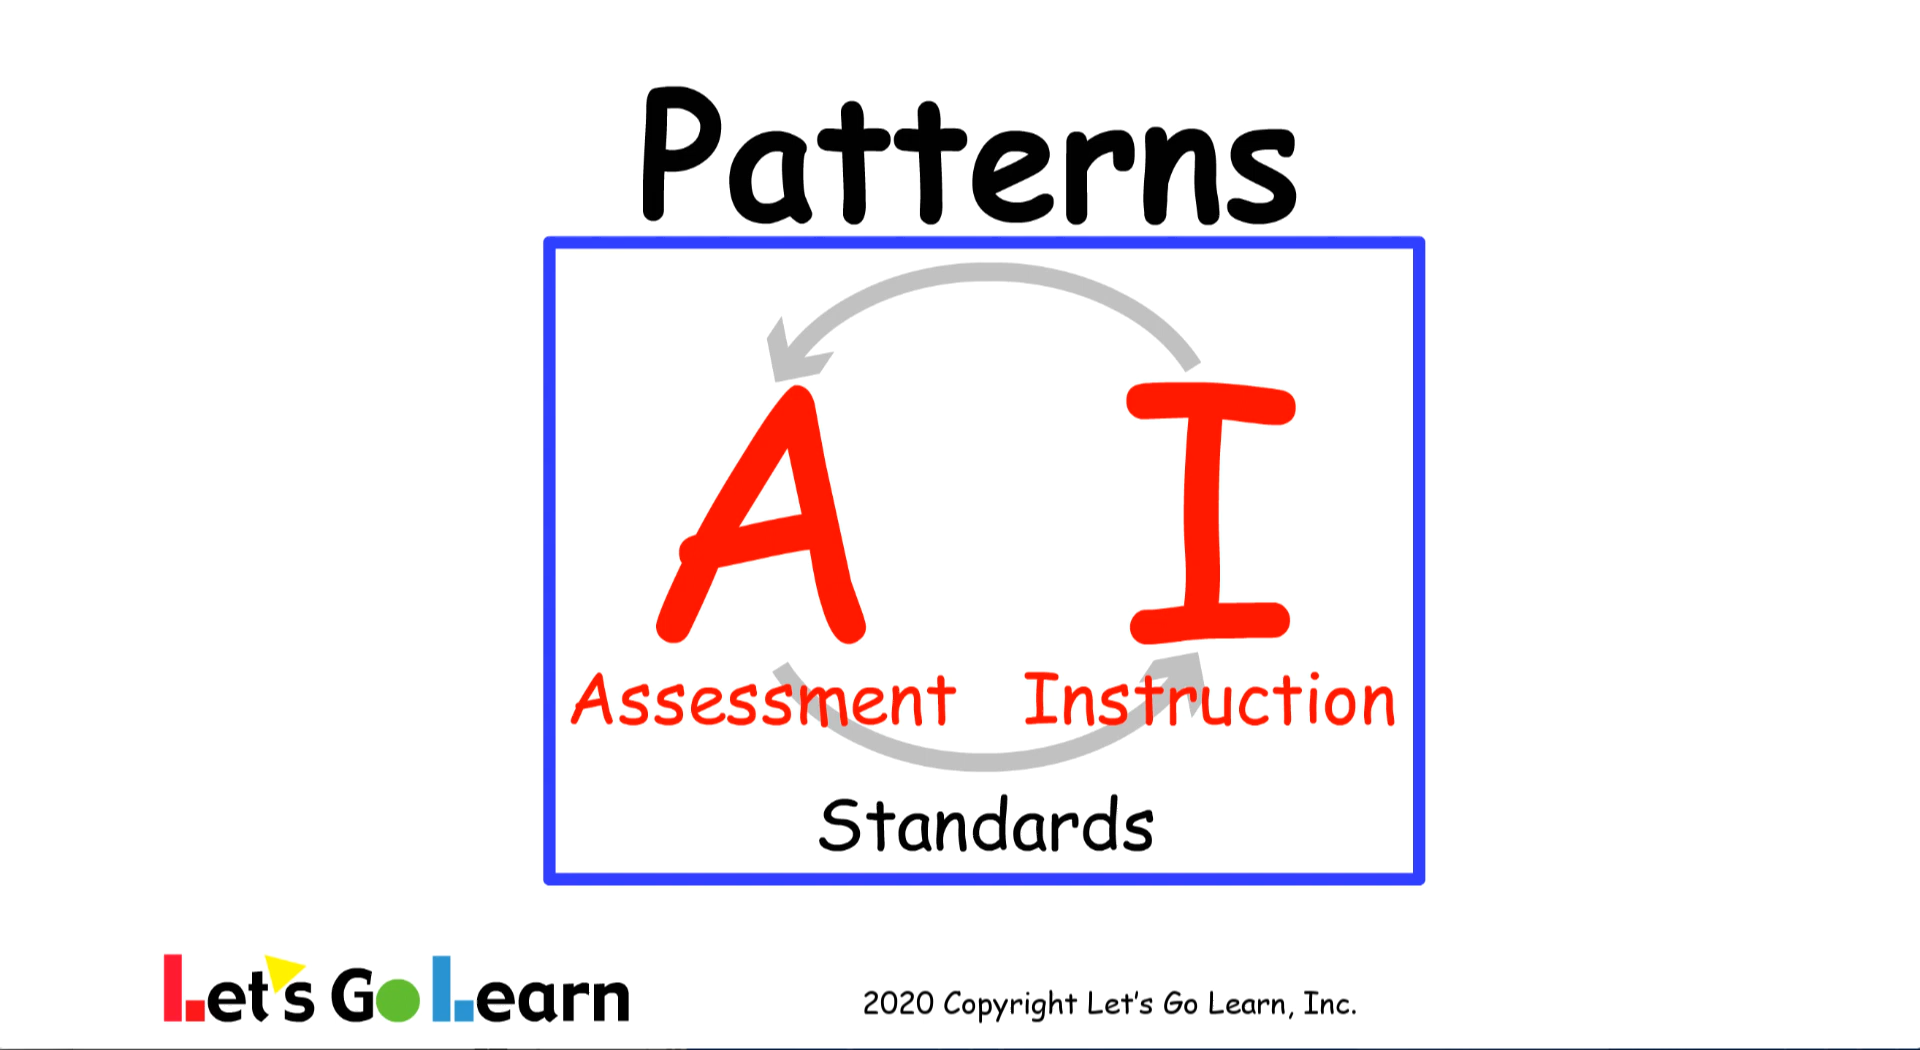 Patterns
A I
Assessment Instruction
Standards
Let's Go Learn
2020 Copyright Let's Go Learn, Inc.